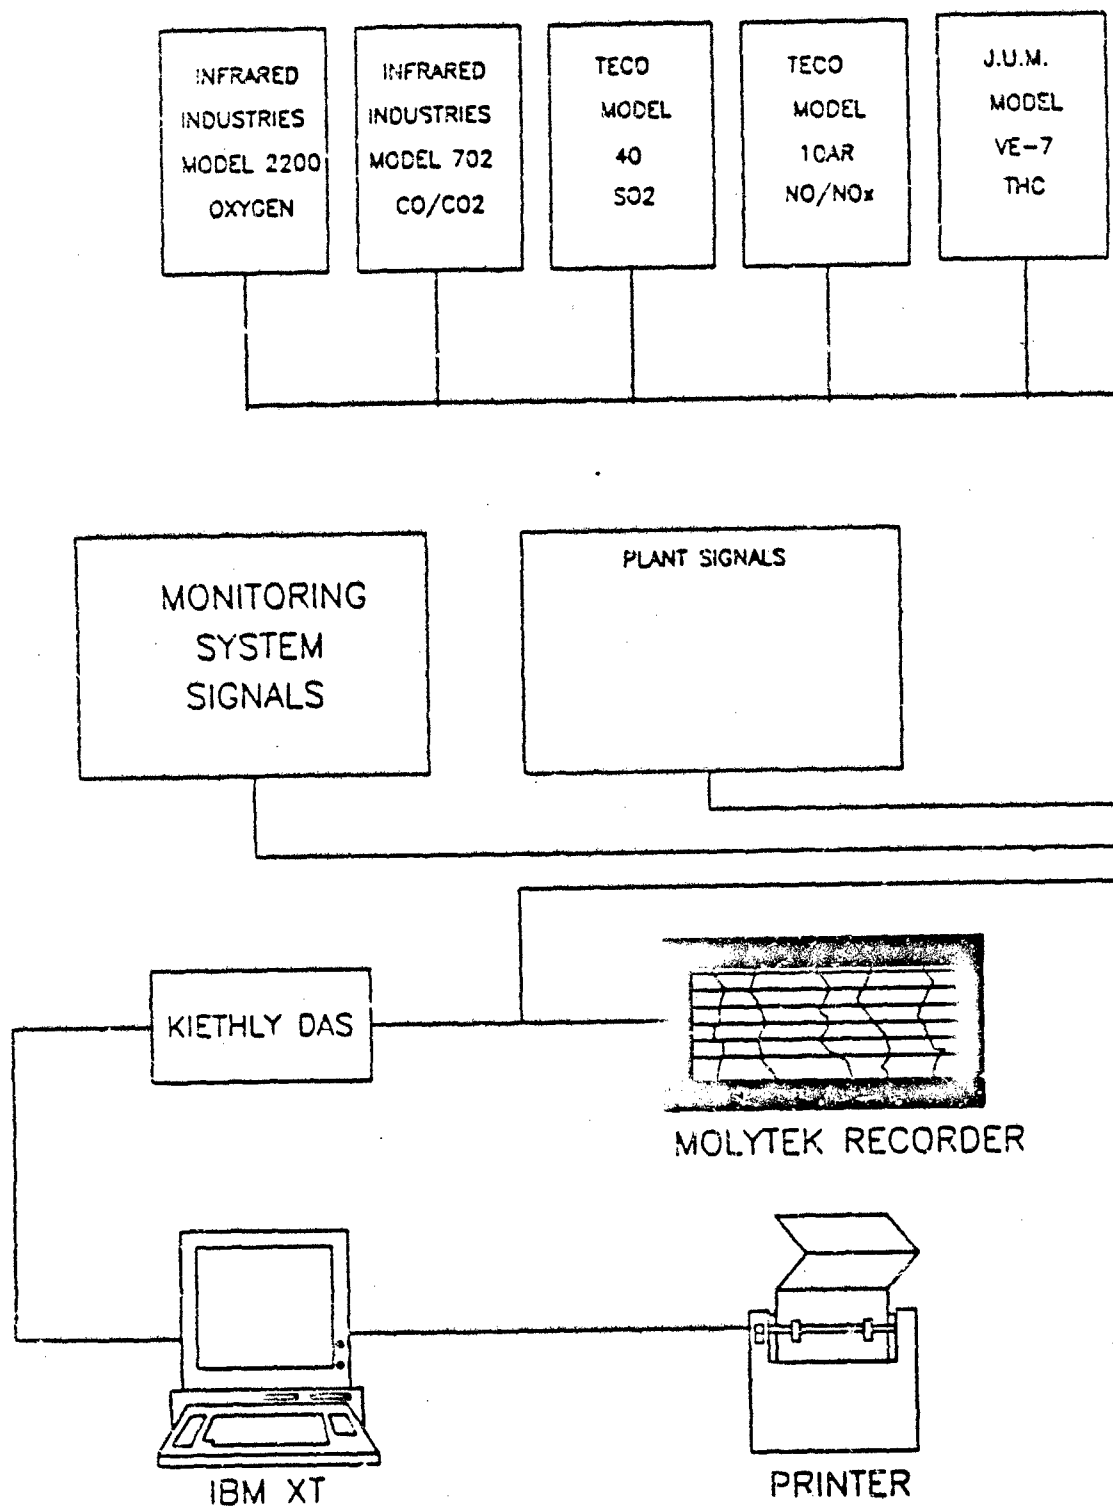 INFRARED
INDUSTRIES
MODEL 2200
OXYGEN
INFRARED
INDUSTRIES
MODEL 702
CO/CO2
TECO
MODEL
40
SO2
TECO
MODEL
10AR
NO/NOx
J.U.M.
MODEL
VE-7
THC
MONITORING
SYSTEM
SIGNALS
PLANT SIGNALS
KIETHLY DAS
MOLYTEK RECORDER
IBM XT
PRINTER